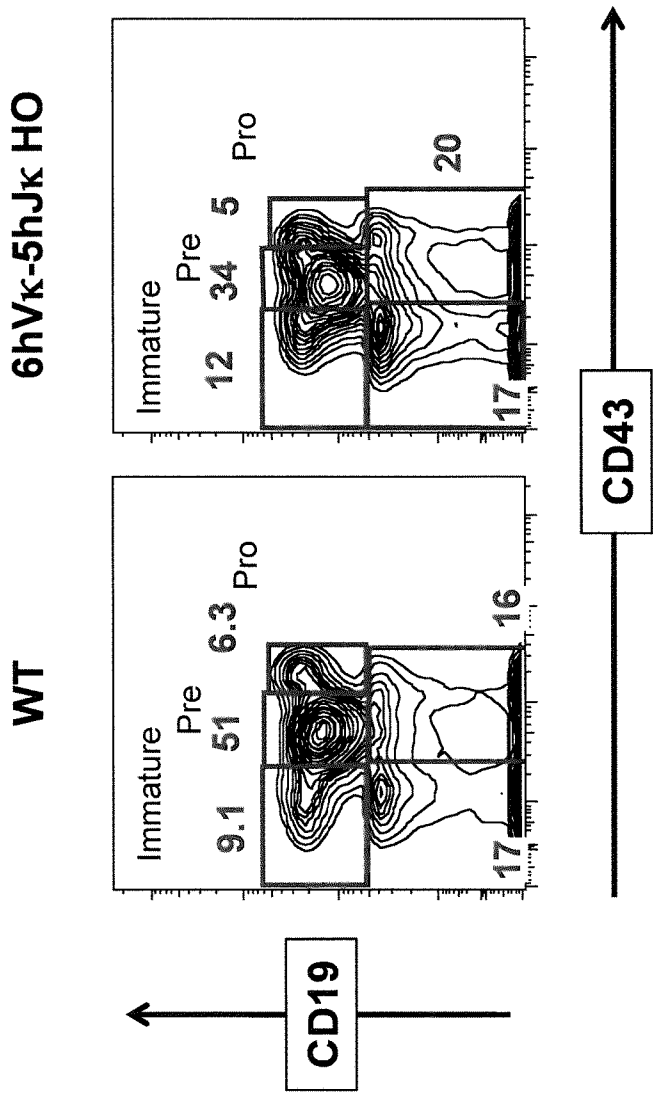 WT
6hVκ-5hJκ HO
CD19
Immature
Pre
Pro
9.1
51
6.3
17
16
Immature
Pre
Pro
12
34
5
17
20
CD43